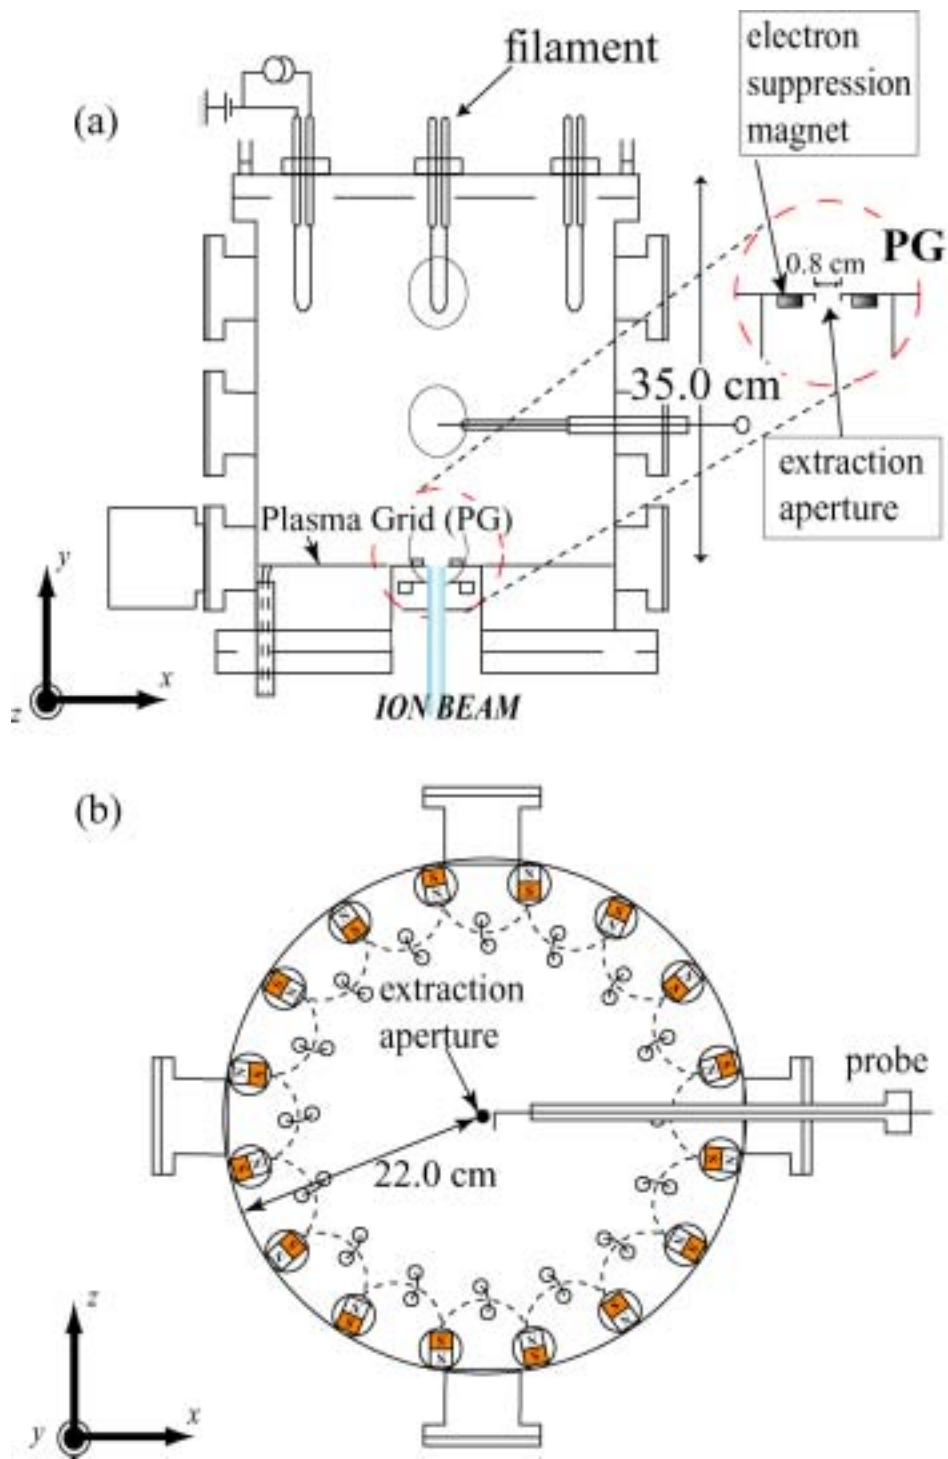 filament
electron
suppression
magnet
(a)
PG
0.8 cm
35.0 cm
extraction
aperture
Plasma Grid (PG)
y
x
z
ION BEAM
(b)
extraction
aperture
probe
22.0 cm
z
x
y